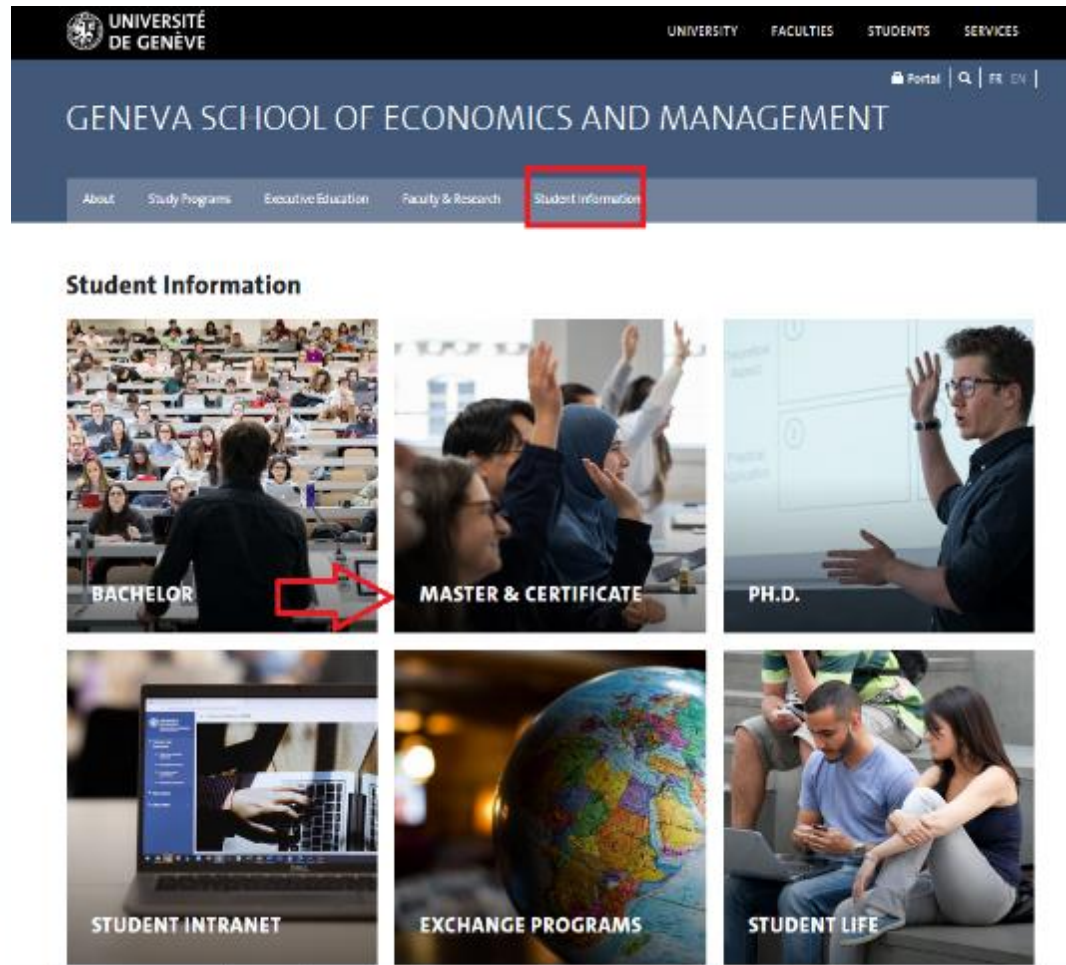 UNIVERSITÉ
DE GENÈVE
UNIVERSITY FACULTIES STUDENTS SERVICES
Portal FR EN
GENEVA SCHOOL OF ECONOMICS AND MANAGEMENT
About Study Programs Executive Education Faculty & Research Student Information
Student Information
BACHELOR MASTER & CERTIFICATE PH.D.
STUDENT INTRANET EXCHANGE PROGRAMS STUDENT LIFE